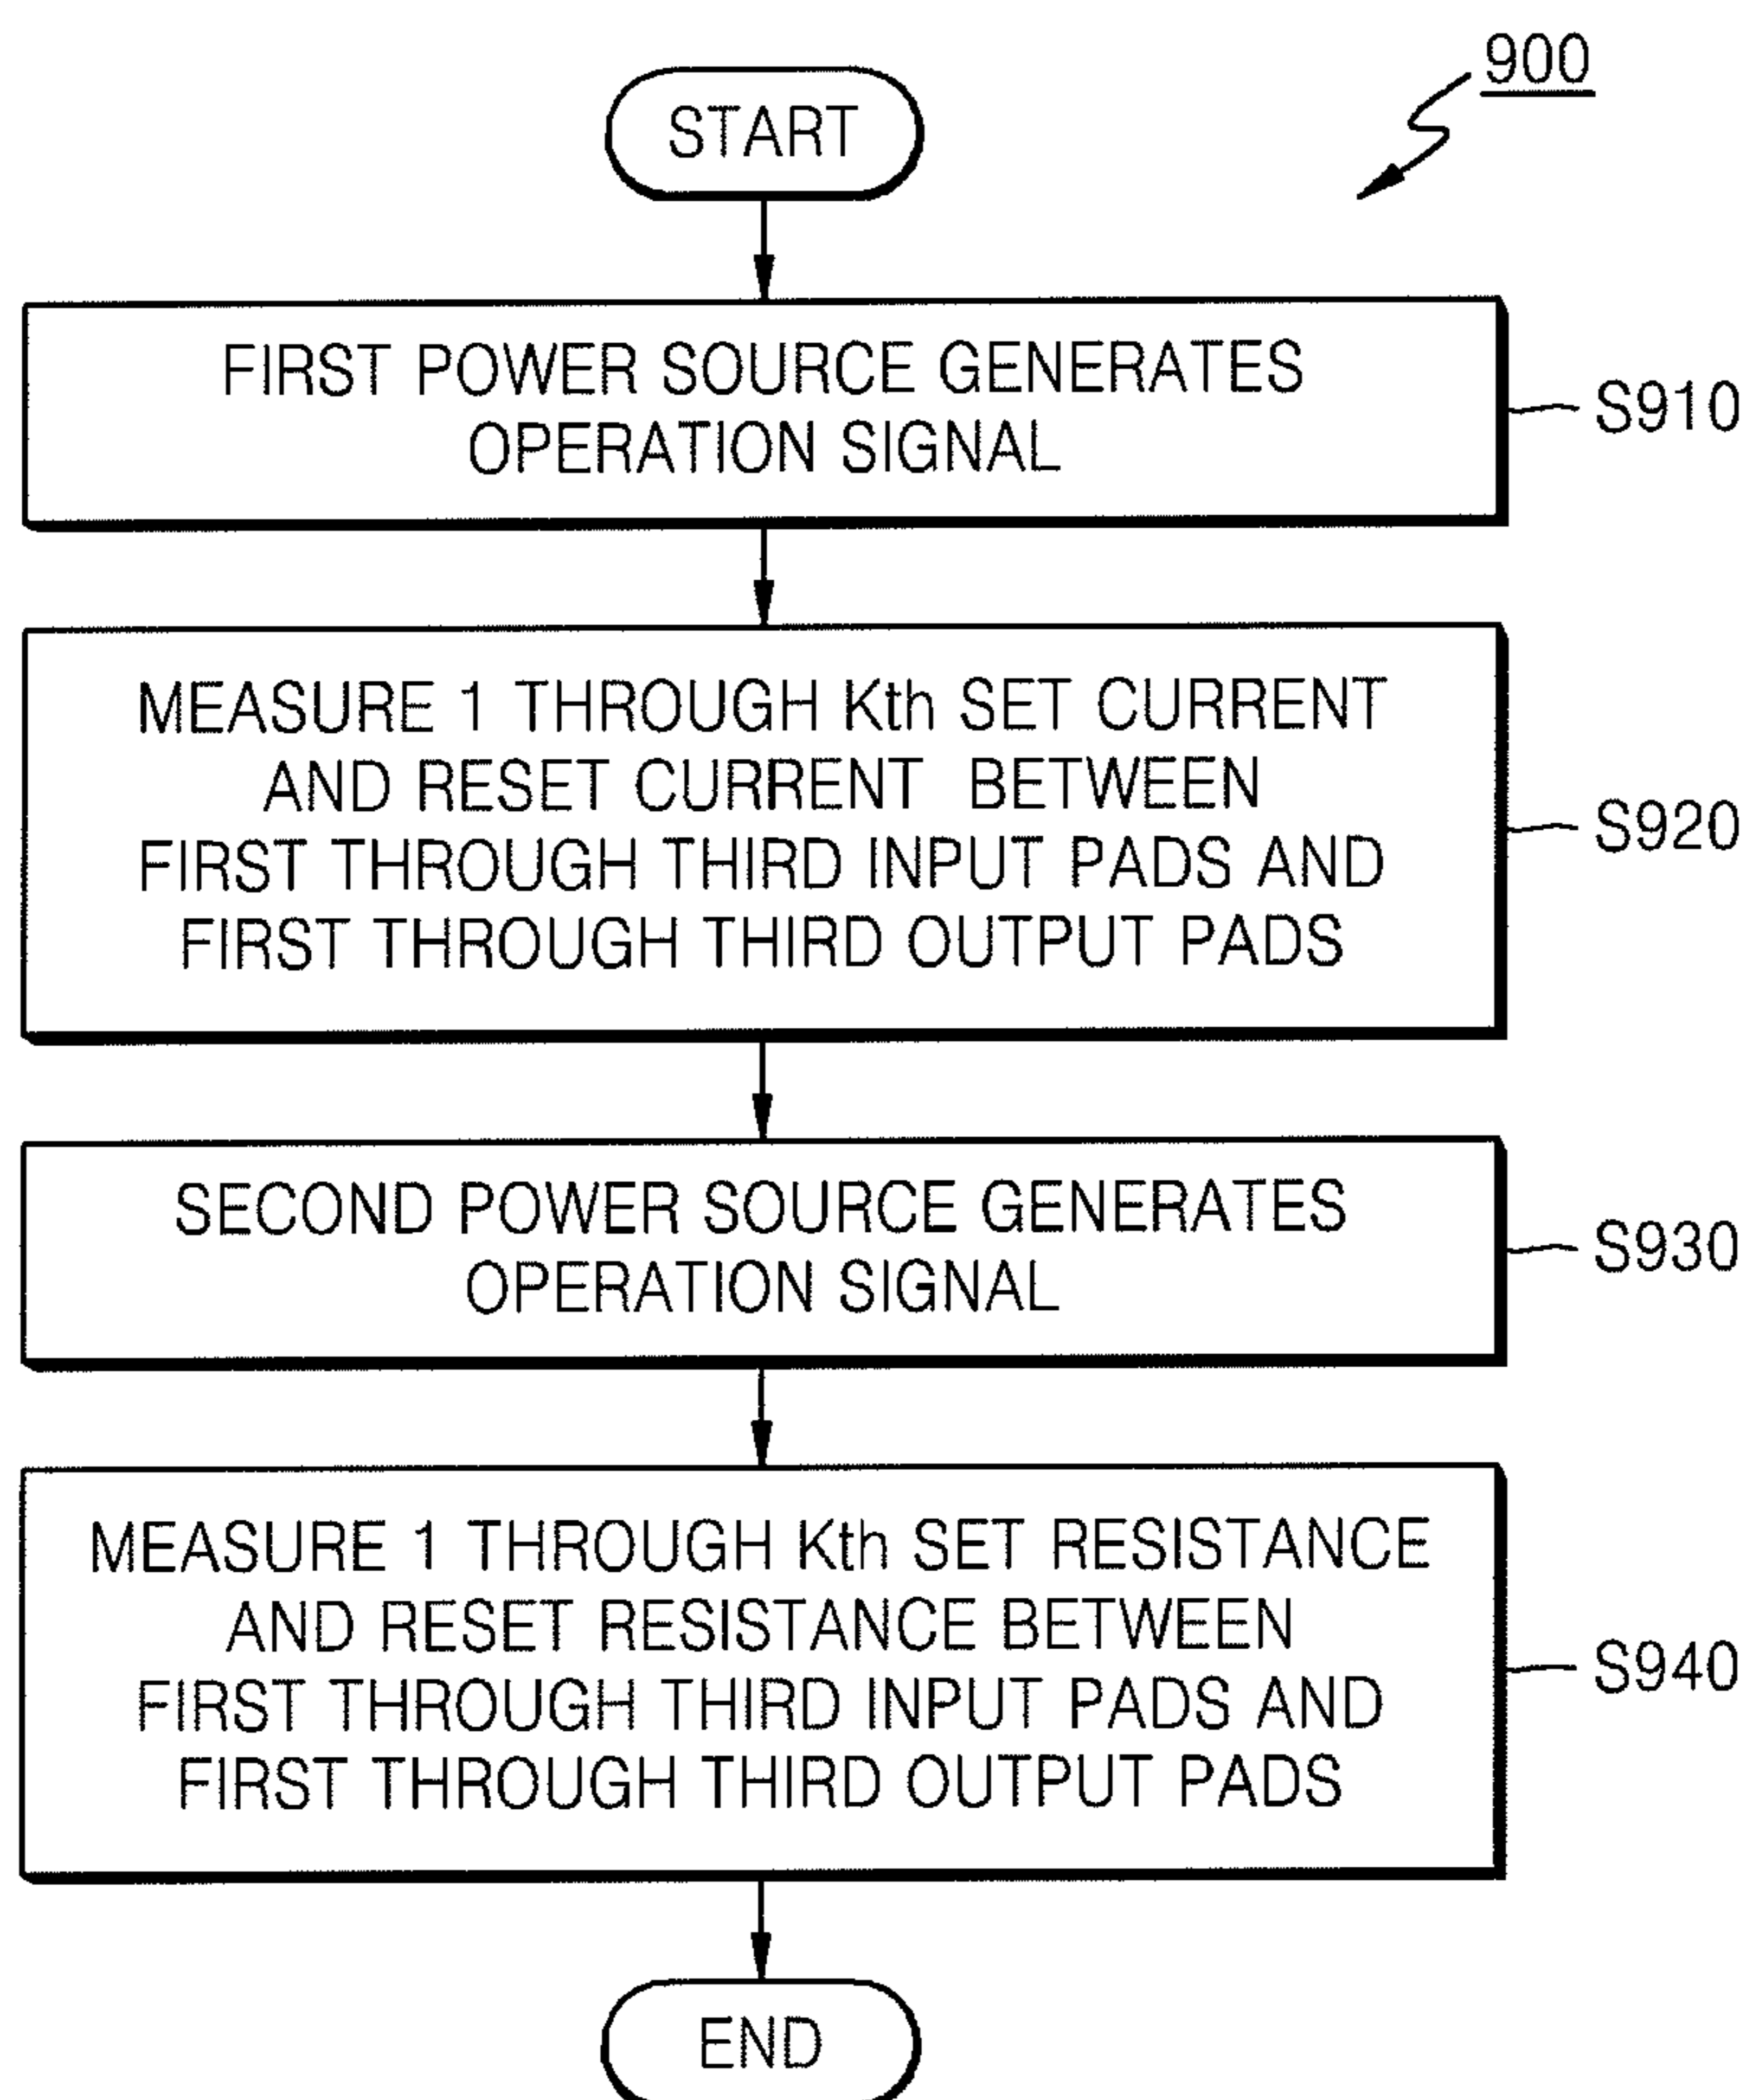 900
START
FIRST POWER SOURCE GENERATES
OPERATION SIGNAL
S910
MEASURE 1 THROUGH Kth SET CURRENT
AND RESET CURRENT BETWEEN
FIRST THROUGH THIRD INPUT PADS AND
FIRST THROUGH THIRD OUTPUT PADS
S920
SECOND POWER SOURCE GENERATES
OPERATION SIGNAL
S930
MEASURE 1 THROUGH Kth SET RESISTANCE
AND RESET RESISTANCE BETWEEN
FIRST THROUGH THIRD INPUT PADS AND
FIRST THROUGH THIRD OUTPUT PADS
S940
END